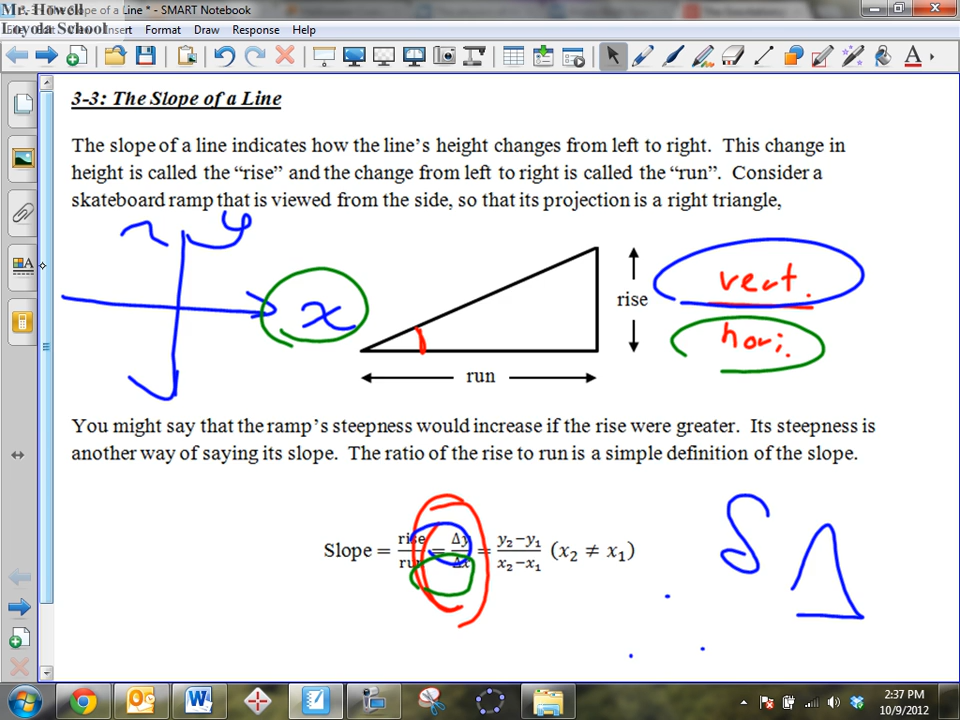 Mr. Howell
Loyola School
3-3: The Slope of a Line * - SMART Notebook
Edit Insert Format Draw Response Help
3-3: The Slope of a Line
The slope of a line indicates how the line's height changes from left to right. This change in
height is called the "rise" and the change from left to right is called the "run". Consider a
skateboard ramp that is viewed from the side, so that its projection is a right triangle,
y
x
rise
vert.
hori.
run
You might say that the ramp's steepness would increase if the rise were greater. Its steepness is
another way of saying its slope. The ratio of the rise to run is a simple definition of the slope.
Slope = rise/run = Δy/Δx = y₂−y₁/x₂−x₁ (x₂ ≠ x₁)
δ Δ
2:37 PM
10/9/2012